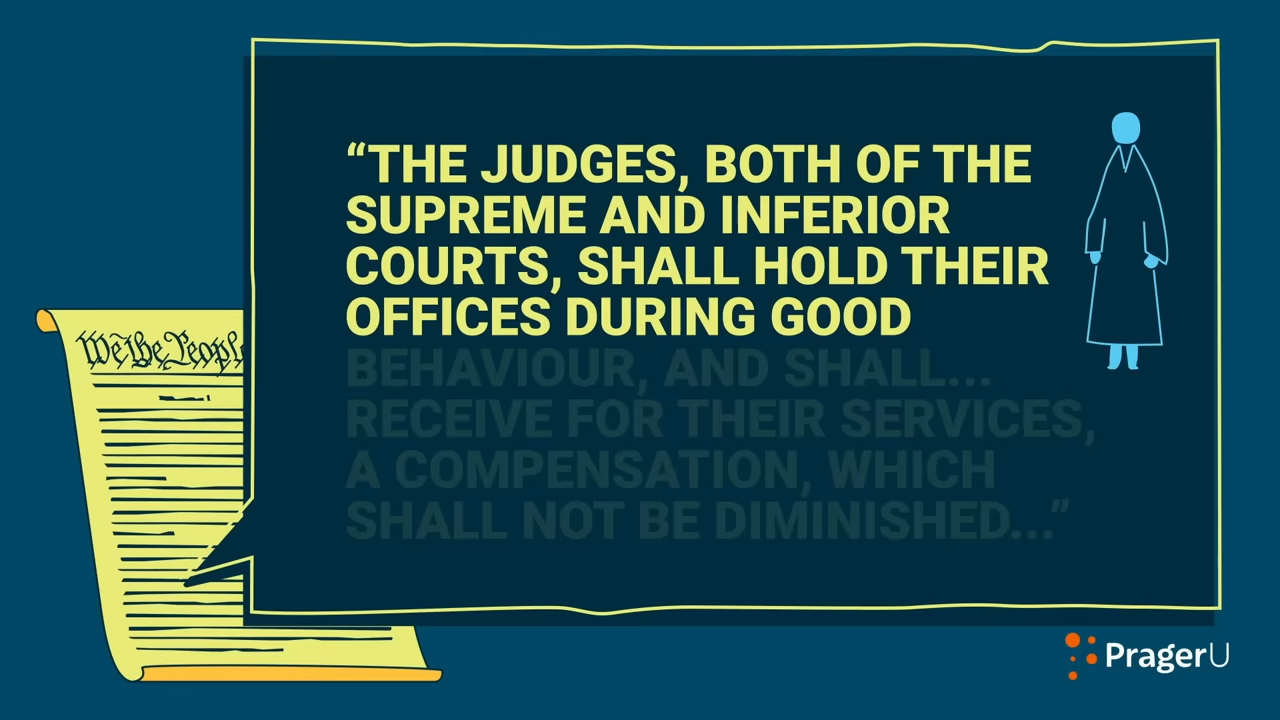 “THE JUDGES, BOTH OF THE
SUPREME AND INFERIOR
COURTS, SHALL HOLD THEIR
OFFICES DURING GOOD
BEHAVIOUR, AND SHALL...
RECEIVE FOR THEIR SERVICES,
A COMPENSATION, WHICH
SHALL NOT BE DIMINISHED...”
We the People
PragerU